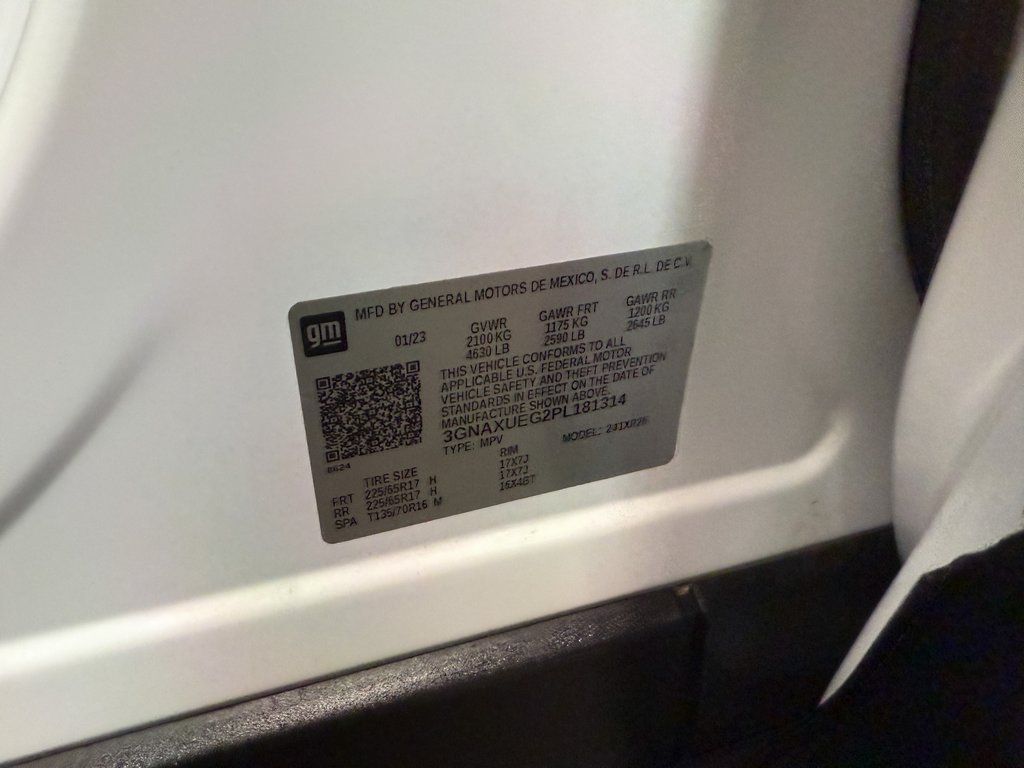 gm
MFD BY GENERAL MOTORS DE MEXICO, S. DE R.L. DE C.V.
01/23
GVWR
2100 KG
4630 LB
GAWR FRT
1175 KG
2590 LB
GAWR RR
1200 KG
2645 LB
THIS VEHICLE CONFORMS TO ALL
APPLICABLE U.S. FEDERAL MOTOR
VEHICLE SAFETY AND THEFT PREVENTION
STANDARDS IN EFFECT ON THE DATE OF
MANUFACTURE SHOWN ABOVE.
3GNAXUEG2PL181314
TYPE: MPV
MODEL:
8624
TIRE SIZE
RIM
FRT 225/65R17 H 17X7J
RR 225/65R17 H 17X7J
SPA T135/70R16 M 16X4BT